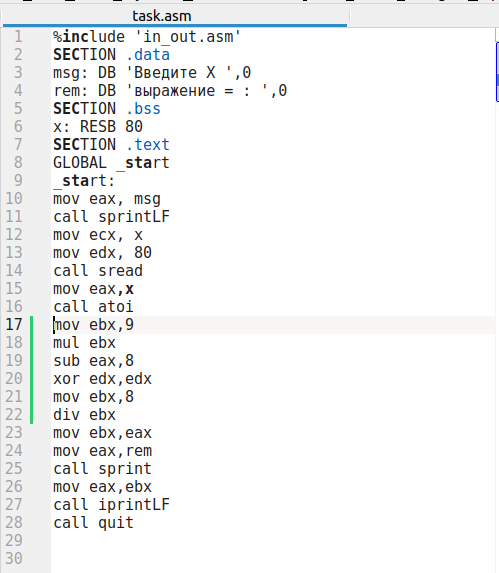 task.asm
1 %include 'in_out.asm'
2 SECTION .data
3 msg: DB 'Введите X ',0
4 rem: DB 'выражение = : ',0
5 SECTION .bss
6 x: RESB 80
7 SECTION .text
8 GLOBAL _start
9 _start:
10 mov eax, msg
11 call sprintLF
12 mov ecx, x
13 mov edx, 80
14 call sread
15 mov eax,x
16 call atoi
17 mov ebx,9
18 mul ebx
19 sub eax,8
20 xor edx,edx
21 mov ebx,8
22 div ebx
23 mov ebx,eax
24 mov eax,rem
25 call sprint
26 mov eax,ebx
27 call iprintLF
28 call quit
29
30